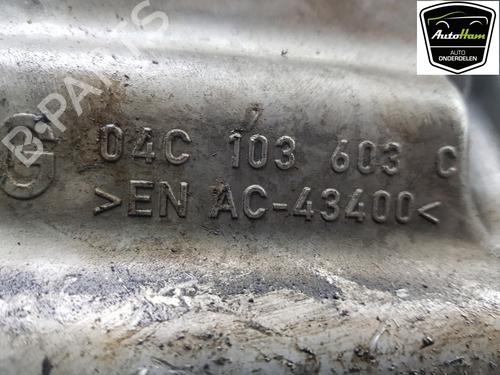 AutoHam
AUTO
ONDERDELEN
B-PARTS
G 04C 103 603 C
>EN AC-43400<